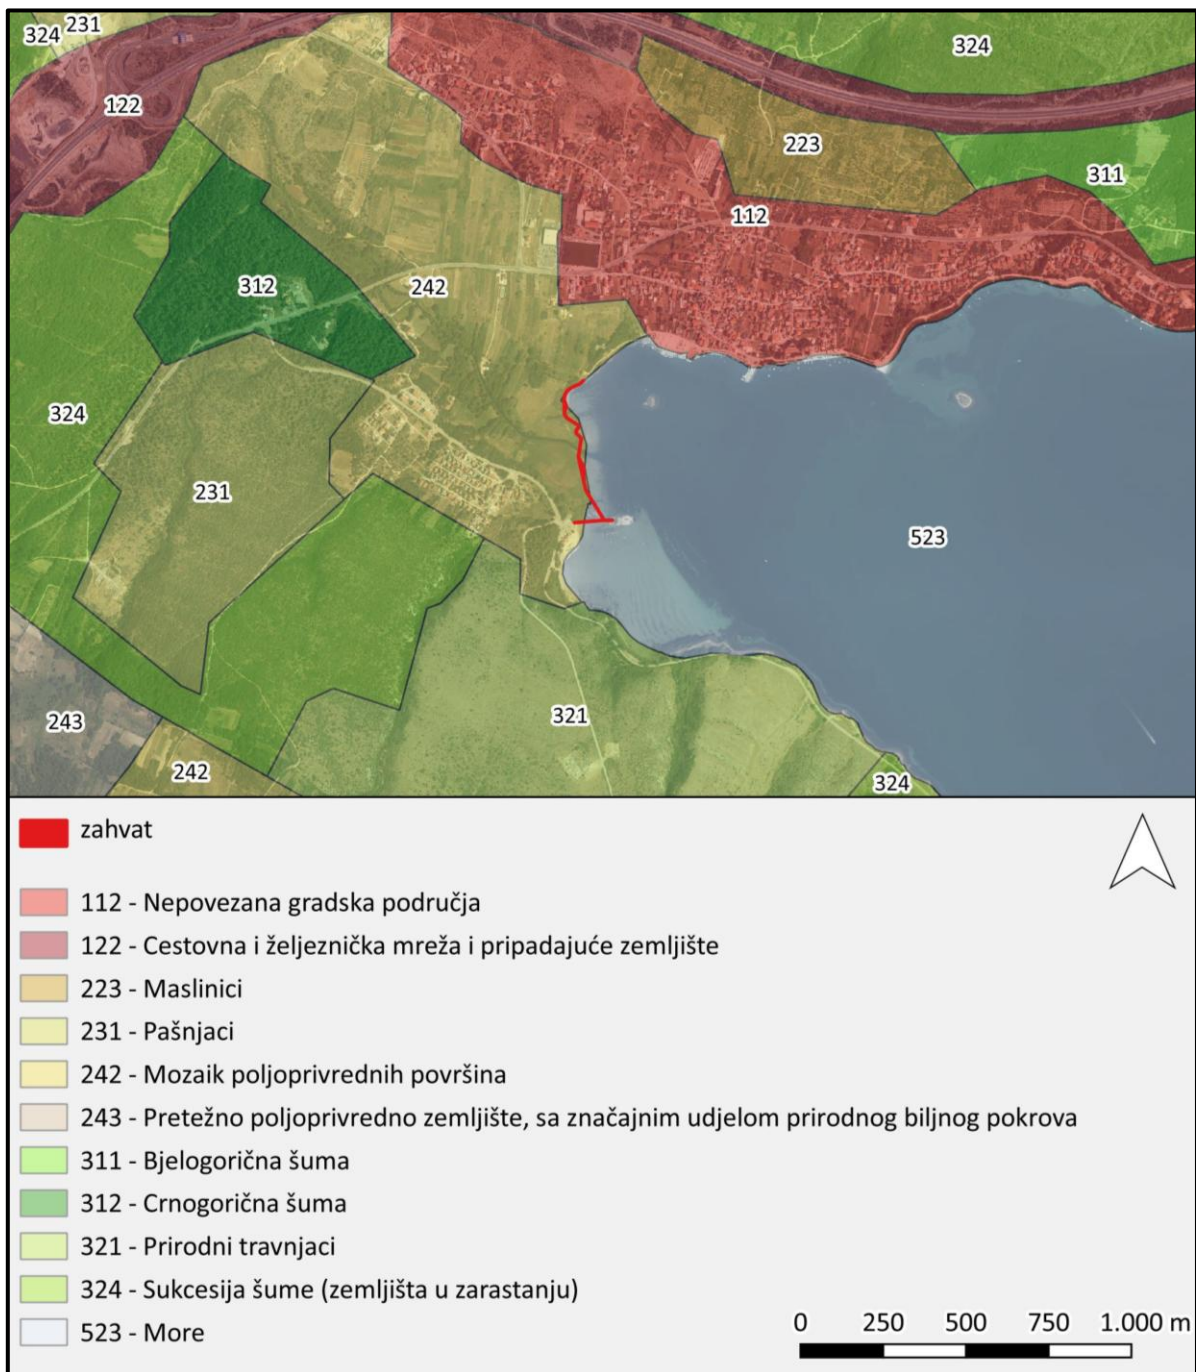 324 231
324
122
223
311
112
312
242
324
231
523
243
321
242
324
zahvat
112 - Nepovezana gradska područja
122 - Cestovna i željeznička mreža i pripadajuće zemljište
223 - Maslinici
231 - Pašnjaci
242 - Mozaik poljoprivrednih površina
243 - Pretežno poljoprivredno zemljište, sa značajnim udjelom prirodnog biljnog pokrova
311 - Bjelogorična šuma
312 - Crnogorična šuma
321 - Prirodni travnjaci
324 - Sukcesija šume (zemljišta u zarastanju)
523 - More
0 250 500 750 1.000 m